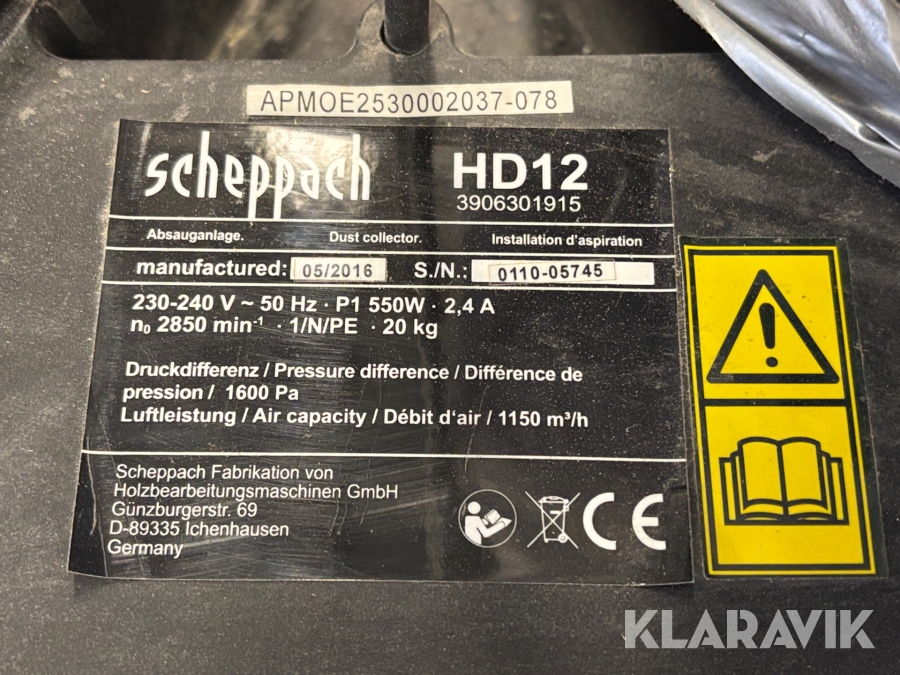 APMOE2530002037-078
scheppach HD12
3906301915
Absauganlage. Dust collector. Installation d'aspiration
manufactured: 05/2016 S./N.: 0110-05745
230-240 V ~ 50 Hz · P1 550W · 2,4 A
n₀ 2850 min⁻¹ · 1/N/PE · 20 kg
Druckdifferenz / Pressure difference / Différence de
pression / 1600 Pa
Luftleistung / Air capacity / Débit d'air / 1150 m³/h
Scheppach Fabrikation von
Holzbearbeitungsmaschinen GmbH
Günzburgerstr. 69
D-89335 Ichenhausen
Germany
CE
KLARAVIK